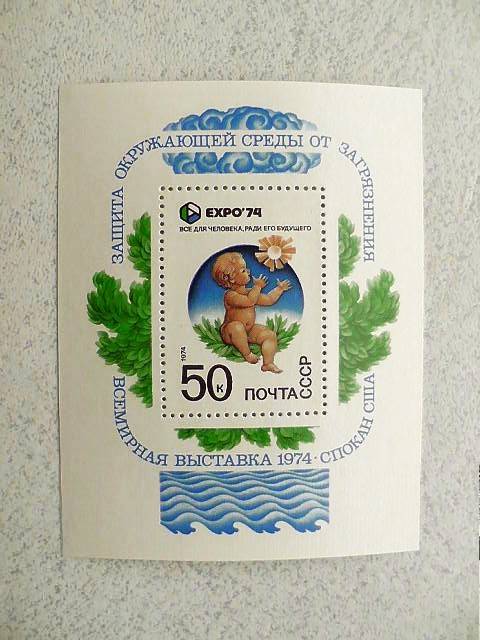 ЗАЩИТА ОКРУЖАЮЩЕЙ СРЕДЫ ОТ ЗАГРЯЗНЕНИЯ
EXPO'74
ВСЕ ДЛЯ ЧЕЛОВЕКА, РАДИ ЕГО БУДУЩЕГО
1974
50 К ПОЧТА СССР
ВСЕМИРНАЯ ВЫСТАВКА 1974 · СПОКАН США